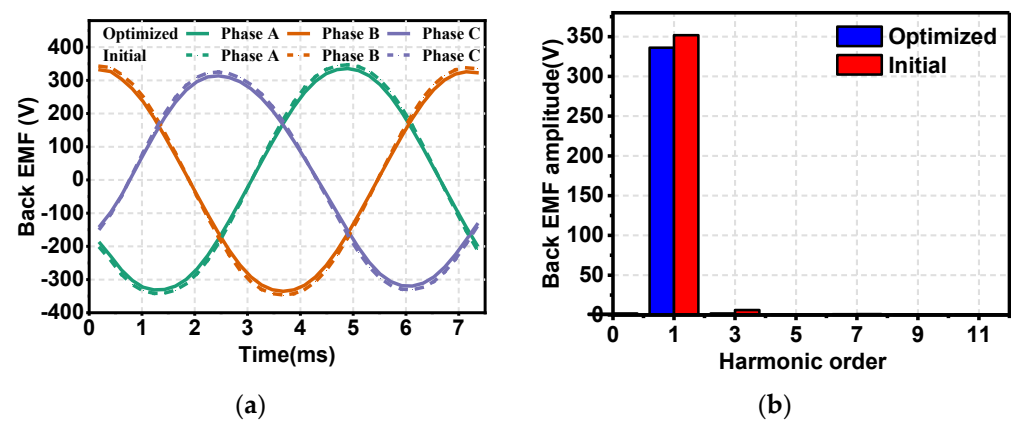 Optimized Phase A Phase B Phase C
Initial Phase A Phase B Phase C
Back EMF (V)
400
300
200
100
0
-100
-200
-300
-400
0 1 2 3 4 5 6 7
Time(ms)
(a)
Optimized
Initial
Back EMF amplitude(V)
350
300
250
200
150
100
50
0
0 1 3 5 7 9 11
Harmonic order
(b)